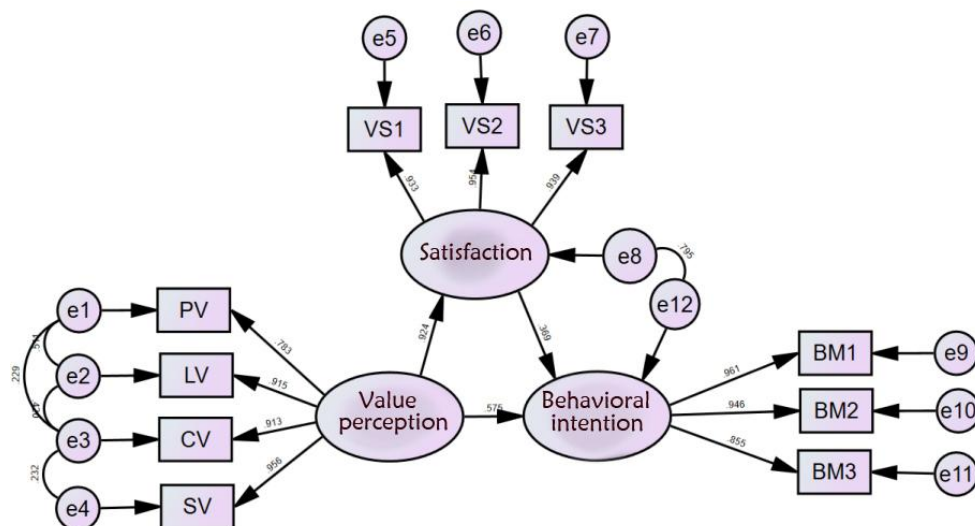 e5
e6
e7
VS1
VS2
VS3
.933
.954
.939
Satisfaction
e8
.795
e12
e1
PV
.783
.924
.369
.229
e2
LV
.915
BM1
e9
.961
Value
perception
.575
Behavioral
intention
.946
BM2
e10
e3
CV
.913
.855
BM3
e11
.232
.956
e4
SV